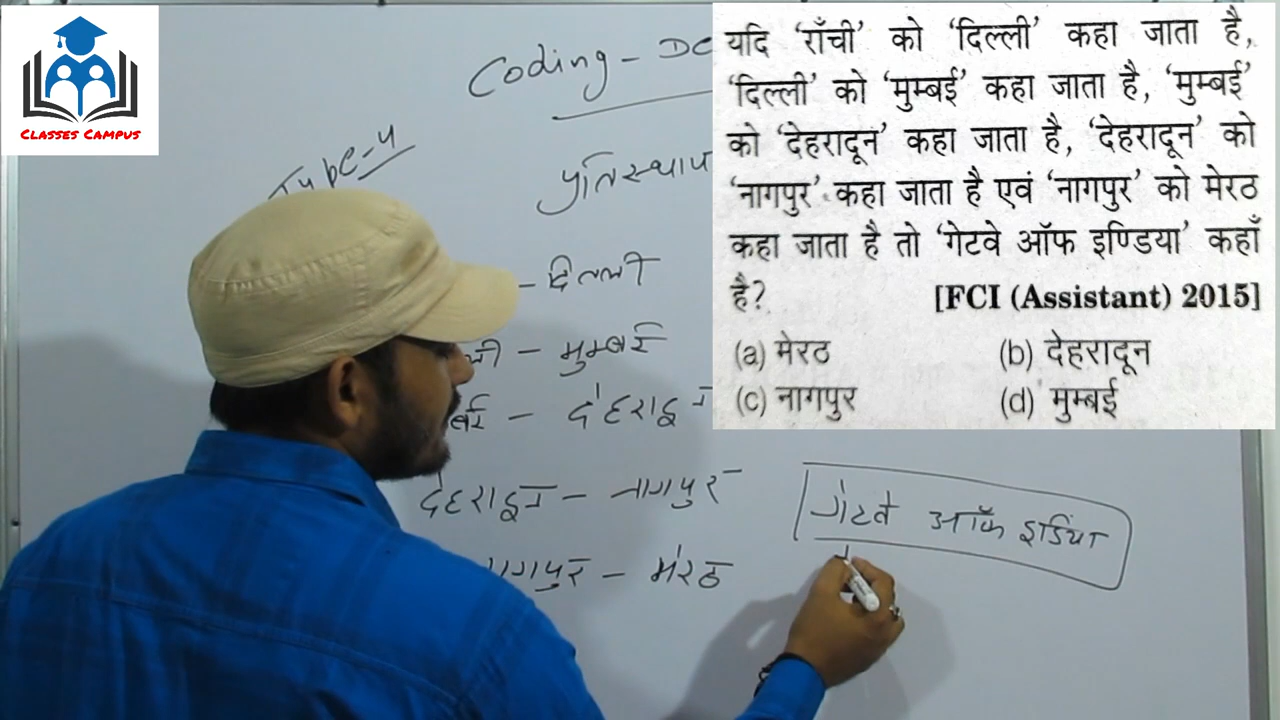 CLASSES CAMPUS
Coding - DC
Type-4
प्रतिस्थाप
- दिल्ली
- मुम्बई
- देहरादून
देहरादून - नागपुर
नागपुर - मेरठ
गेटवे ऑफ इंडिया
यदि 'राँची' को 'दिल्ली' कहा जाता है,
'दिल्ली' को 'मुम्बई' कहा जाता है, 'मुम्बई'
को 'देहरादून' कहा जाता है, 'देहरादून' को
'नागपुर' कहा जाता है एवं 'नागपुर' को मेरठ
कहा जाता है तो 'गेटवे ऑफ इण्डिया' कहाँ
है? [FCI (Assistant) 2015]
(a) मेरठ (b) देहरादून
(c) नागपुर (d) मुम्बई